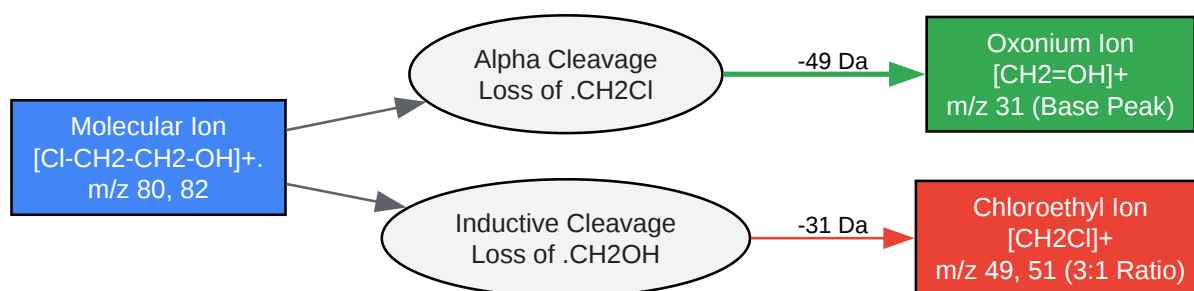 Molecular Ion
[Cl-CH2-CH2-OH]+.
m/z 80, 82
Alpha Cleavage
Loss of .CH2Cl
-49 Da
Oxonium Ion
[CH2=OH]+
m/z 31 (Base Peak)
Inductive Cleavage
Loss of .CH2OH
-31 Da
Chloroethyl Ion
[CH2Cl]+
m/z 49, 51 (3:1 Ratio)